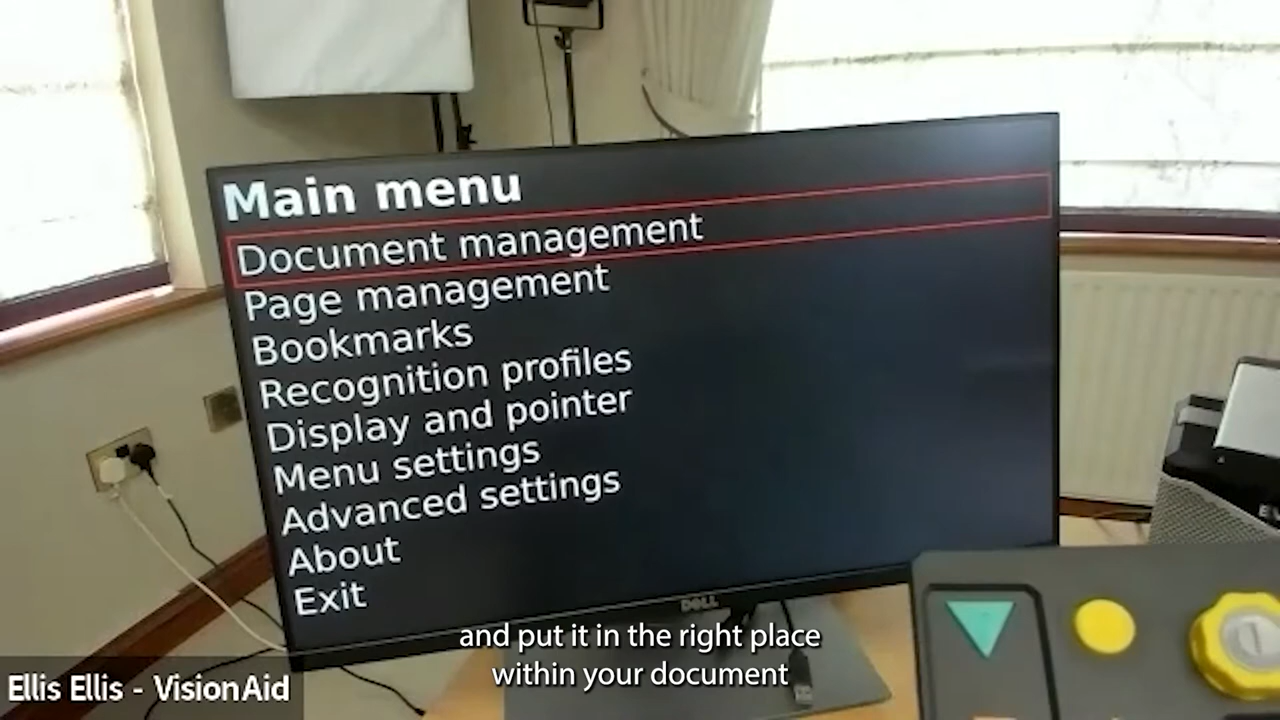 Main menu
Document management
Page management
Bookmarks
Recognition profiles
Display and pointer
Menu settings
Advanced settings
About
Exit
DELL
and put it in the right place
within your document
Ellis Ellis - VisionAid